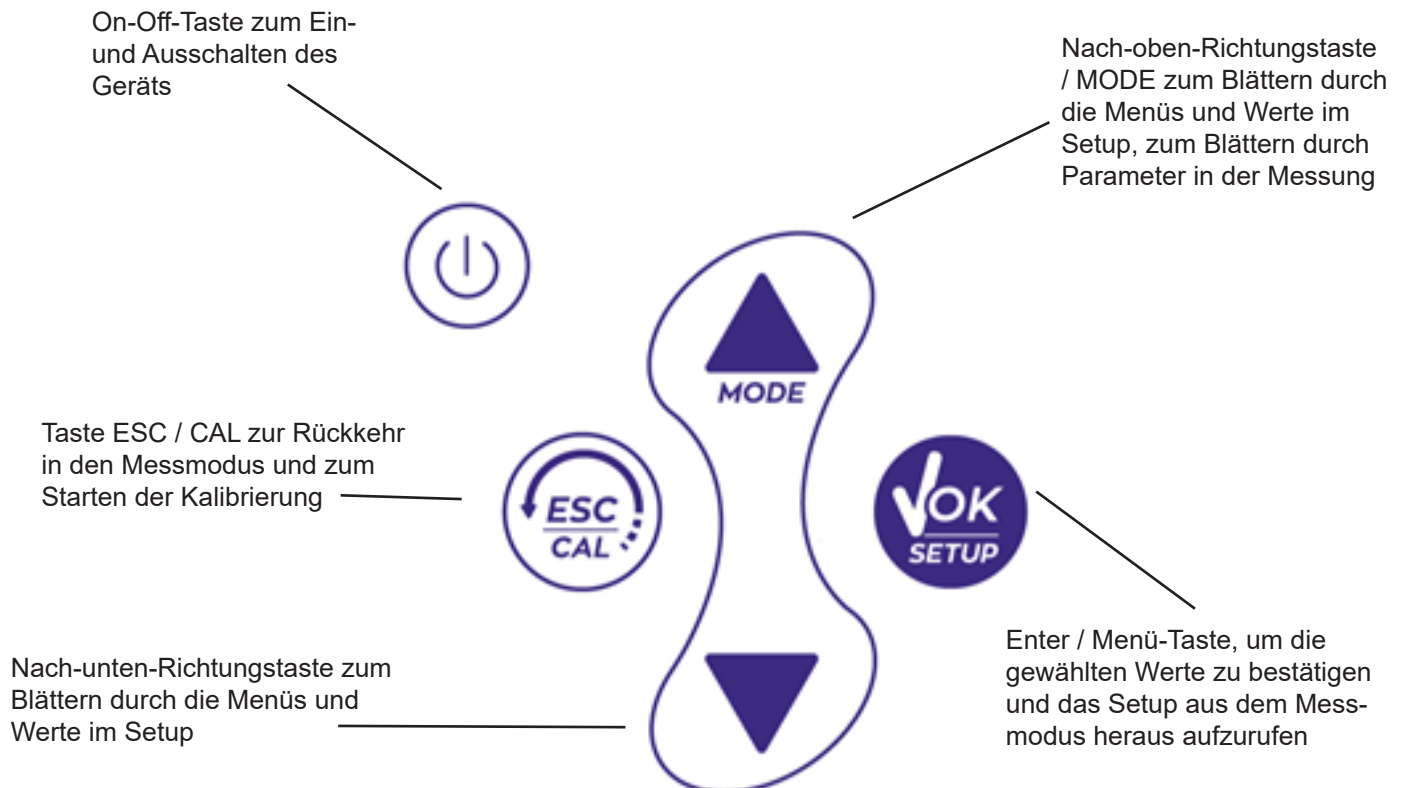 On-Off-Taste zum Ein-
und Ausschalten des
Geräts
Nach-oben-Richtungstaste
/ MODE zum Blättern durch
die Menüs und Werte im
Setup, zum Blättern durch
Parameter in der Messung
MODE
Taste ESC / CAL zur Rückkehr
in den Messmodus und zum
Starten der Kalibrierung
ESC
CAL
OK
SETUP
Nach-unten-Richtungstaste zum
Blättern durch die Menüs und
Werte im Setup
Enter / Menü-Taste, um die
gewählten Werte zu bestätigen
und das Setup aus dem Mess-
modus heraus aufzurufen